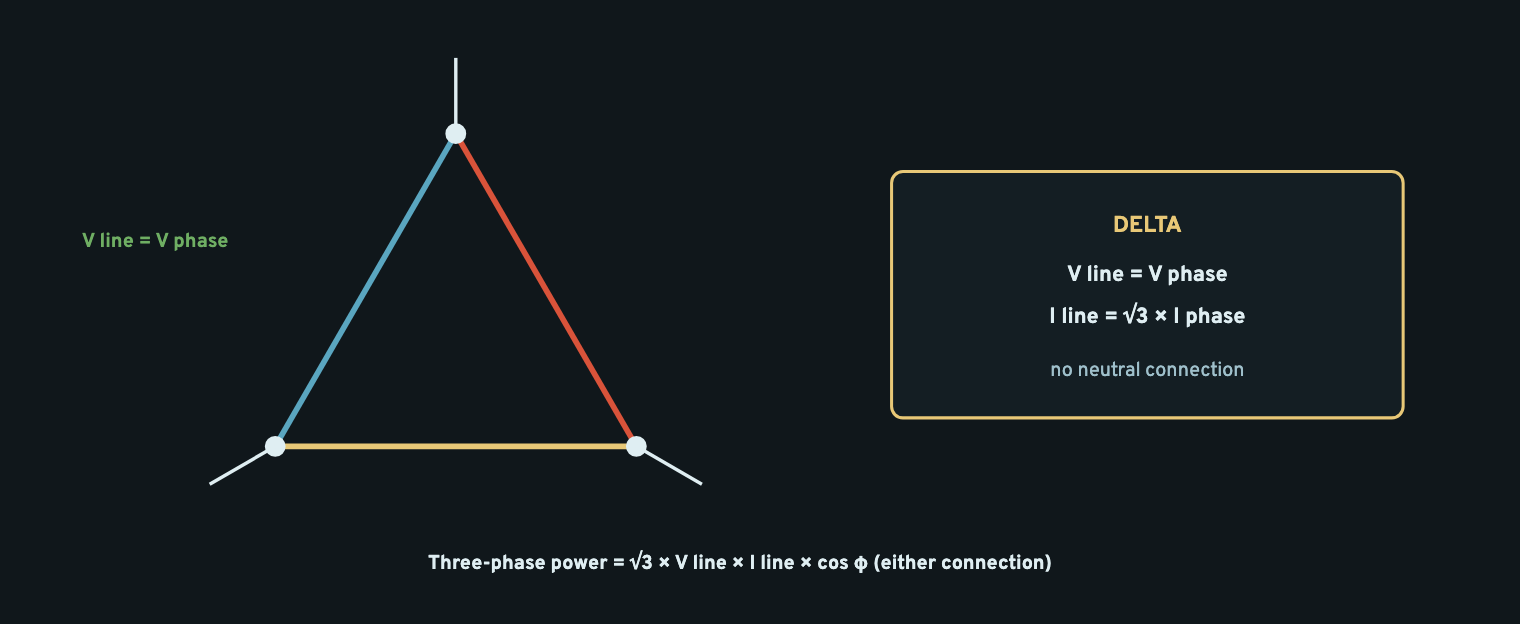 V line = V phase
DELTA
V line = V phase
I line = √3 × I phase
no neutral connection
Three-phase power = √3 × V line × I line × cos φ (either connection)